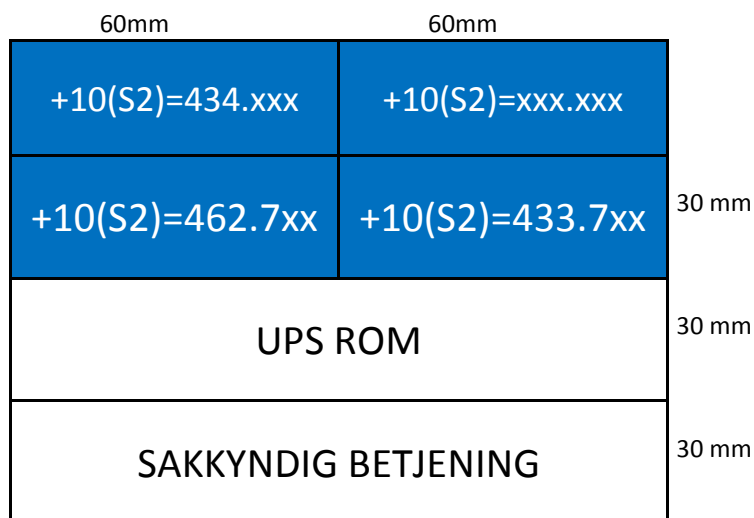 60mm 60mm
+10(S2)=434.xxx +10(S2)=xxx.xxx
+10(S2)=462.7xx +10(S2)=433.7xx 30 mm
UPS ROM 30 mm
SAKKYNDIG BETJENING 30 mm